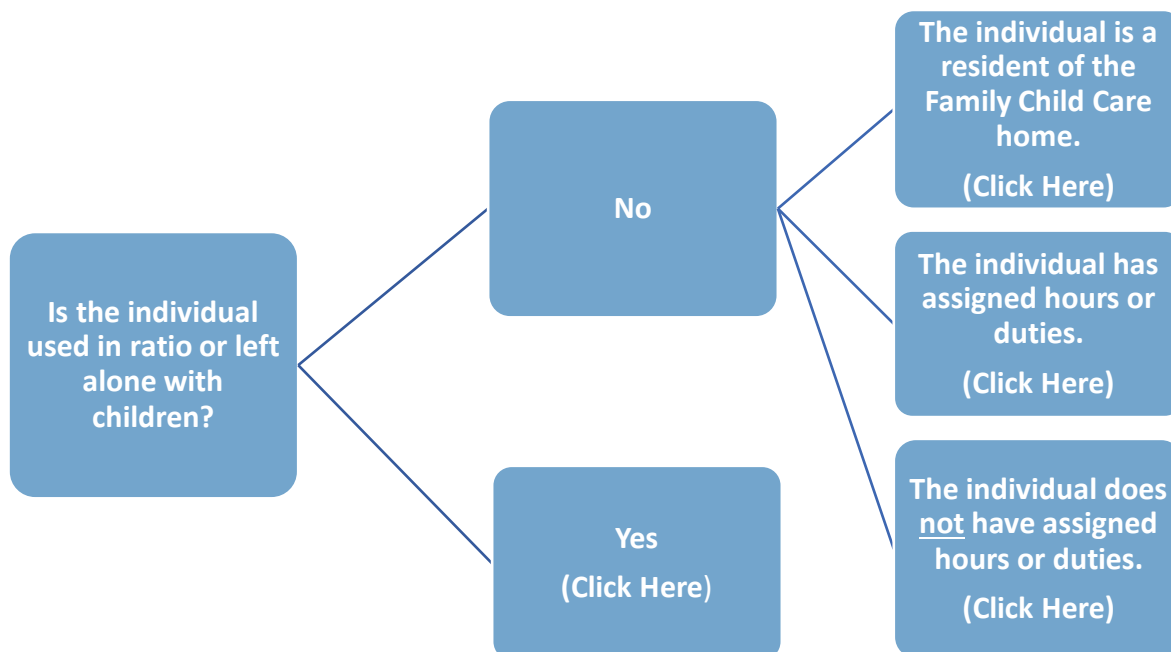 Is the individual
used in ratio or left
alone with
children?
No
Yes
(Click Here)
The individual is a
resident of the
Family Child Care
home.
(Click Here)
The individual has
assigned hours or
duties.
(Click Here)
The individual does
not have assigned
hours or duties.
(Click Here)